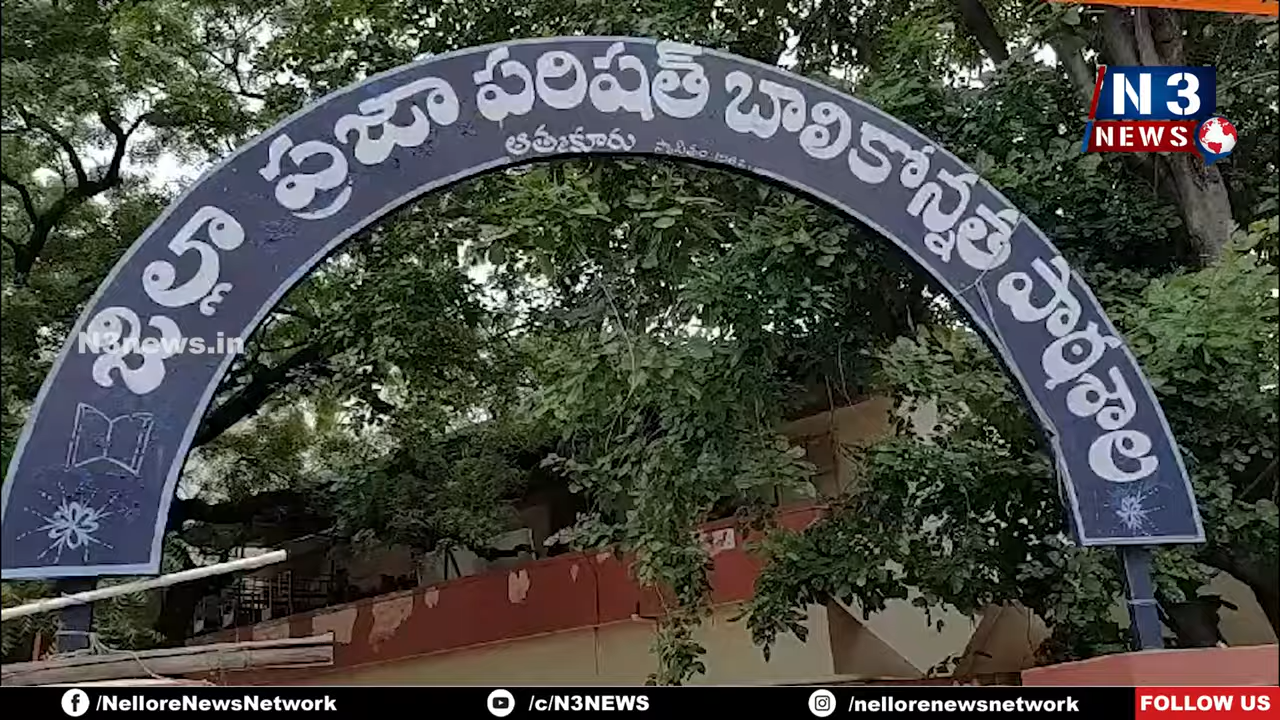 జిల్లా ప్రజా పరిషత్ బాలికోన్నత పాఠశాల
ఆత్మకూరు
N3
NEWS
N3news.in
/NelloreNewsNetwork
/c/N3NEWS
/nellorenewsnetwork
FOLLOW US